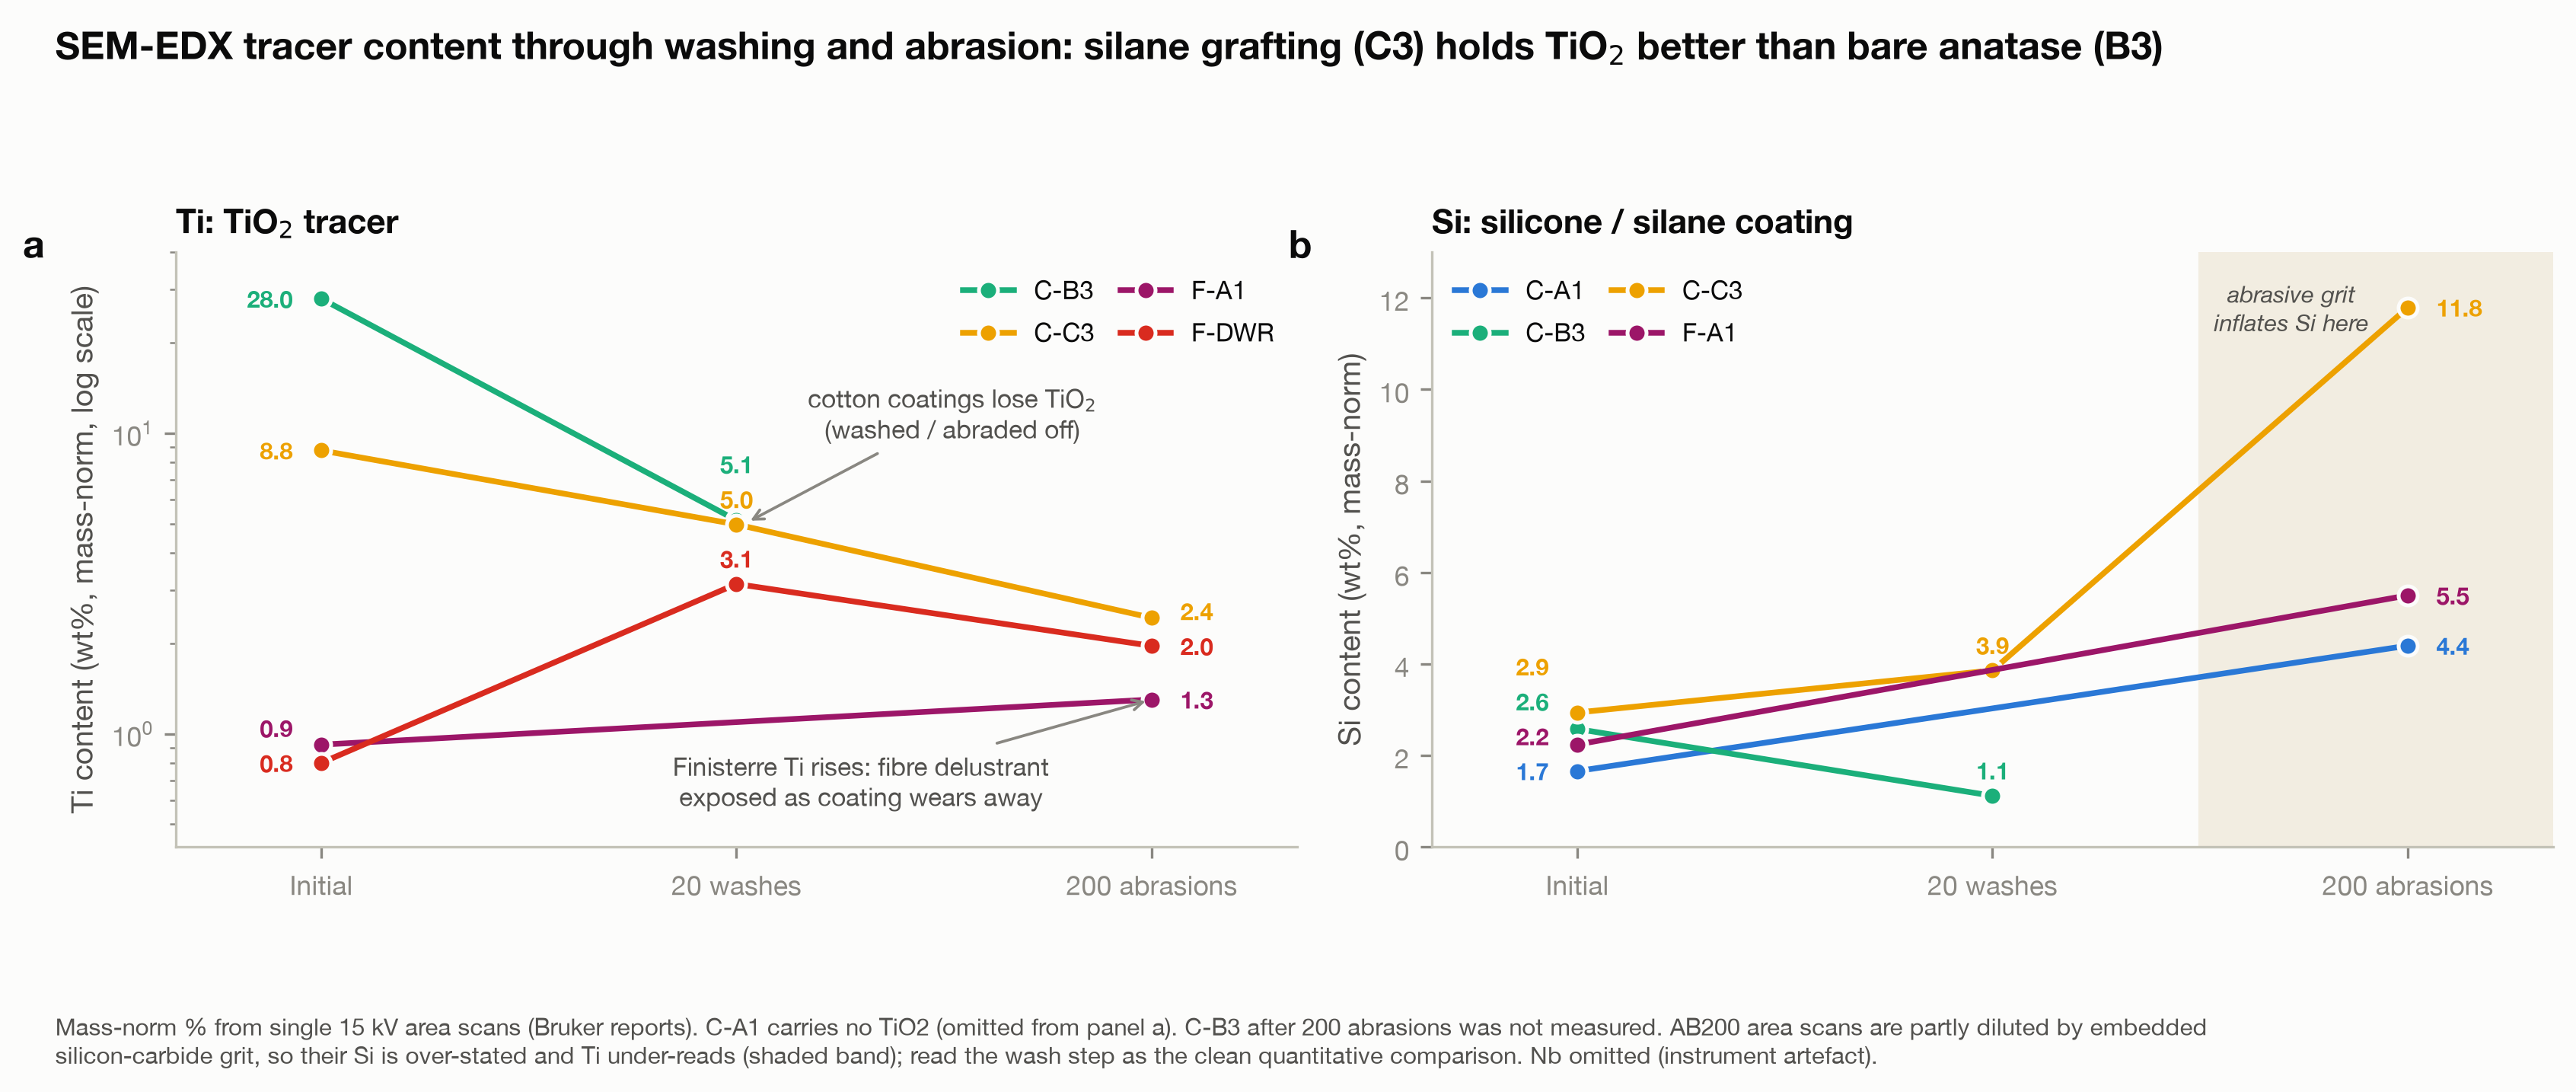 SEM-EDX tracer content through washing and abrasion: silane grafting (C3) holds TiO₂ better than bare anatase (B3)
a
Ti: TiO₂ tracer
Ti content (wt%, mass-norm, log scale)
10¹
10⁰
28.0
8.8
0.9
0.8
5.1
5.0
3.1
2.4
2.0
1.3
C-B3
F-A1
C-C3
F-DWR
cotton coatings lose TiO₂
(washed / abraded off)
Finisterre Ti rises: fibre delustrant
exposed as coating wears away
Initial
20 washes
200 abrasions
b
Si: silicone / silane coating
Si content (wt%, mass-norm)
12
10
8
6
4
2
0
C-A1
C-C3
C-B3
F-A1
abrasive grit
inflates Si here
2.9
2.6
2.2
1.7
3.9
1.1
11.8
5.5
4.4
Initial
20 washes
200 abrasions
Mass-norm % from single 15 kV area scans (Bruker reports). C-A1 carries no TiO2 (omitted from panel a). C-B3 after 200 abrasions was not measured. AB200 area scans are partly diluted by embedded
silicon-carbide grit, so their Si is over-stated and Ti under-reads (shaded band); read the wash step as the clean quantitative comparison. Nb omitted (instrument artefact).